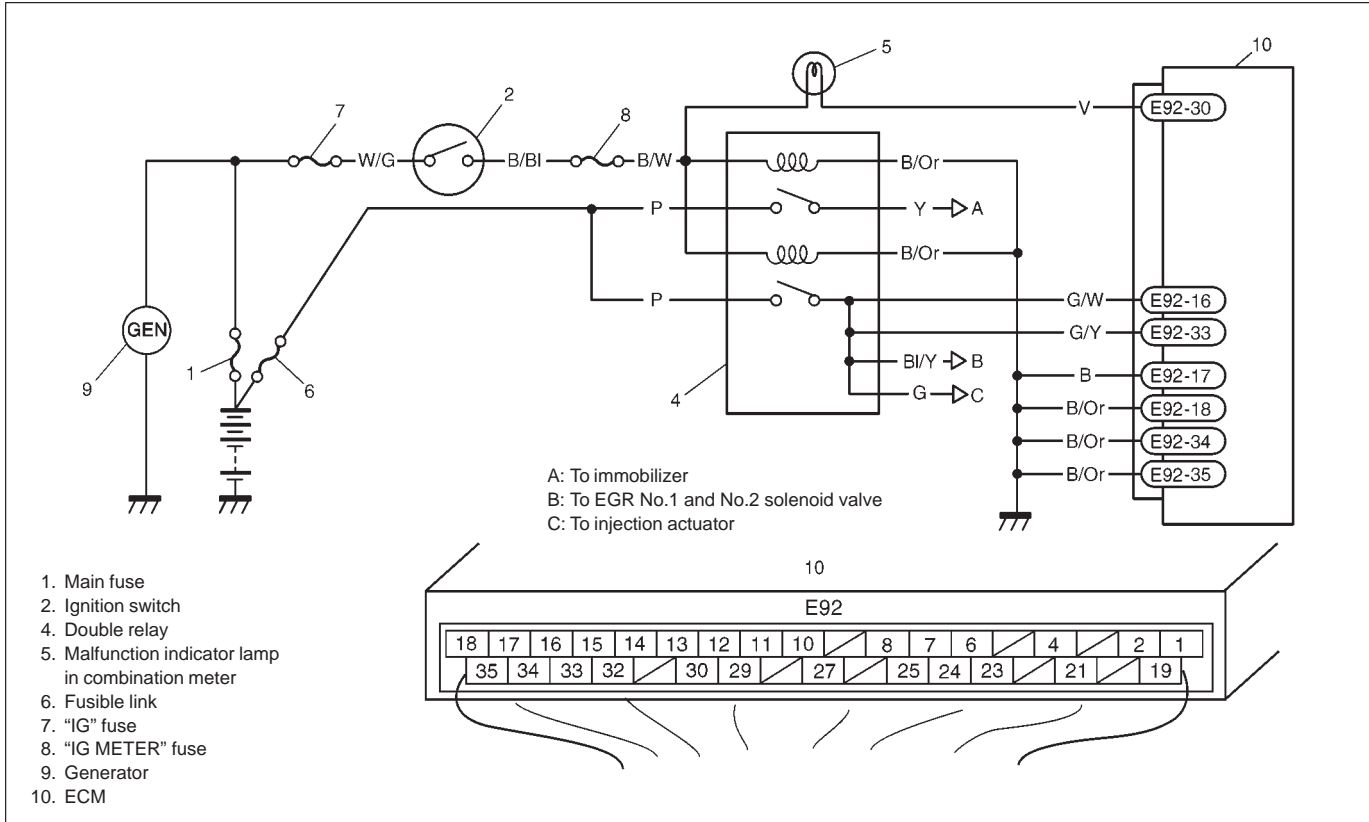 5
10
2
7
8
V
E92-30
W/G
B/Bl
B/W
B/Or
P
Y
A
B/Or
P
G/W
E92-16
GEN
G/Y
E92-33
9
1
6
4
Bl/Y
B
B
E92-17
G
C
B/Or
E92-18
B/Or
E92-34
B/Or
E92-35
A: To immobilizer
B: To EGR No.1 and No.2 solenoid valve
C: To injection actuator
1. Main fuse
2. Ignition switch
4. Double relay
5. Malfunction indicator lamp
in combination meter
6. Fusible link
7. “IG” fuse
8. “IG METER” fuse
9. Generator
10. ECM
10
E92
18 17 16 15 14 13 12 11 10 8 7 6 4 2 1
35 34 33 32 30 29 27 25 24 23 21 19